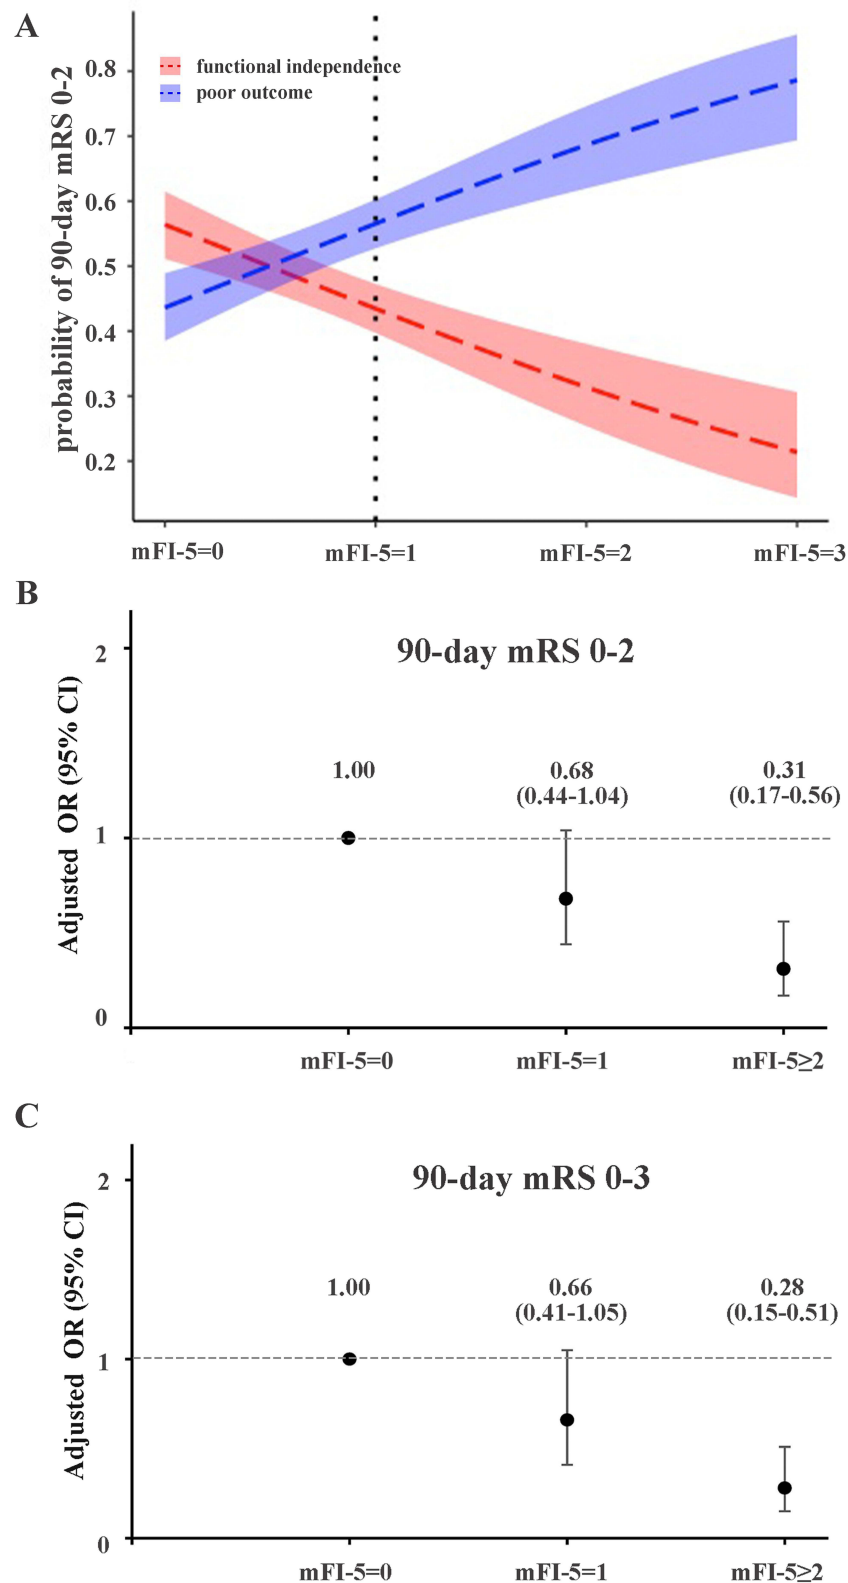 A
functional independence
poor outcome
probability of 90-day mRS 0-2
0.8
0.7
0.6
0.5
0.4
0.3
0.2
mFI-5=0
mFI-5=1
mFI-5=2
mFI-5=3
B
90-day mRS 0-2
Adjusted OR (95% CI)
2
1
0
1.00
0.68
(0.44-1.04)
0.31
(0.17-0.56)
mFI-5=0
mFI-5=1
mFI-5≥2
C
90-day mRS 0-3
Adjusted OR (95% CI)
2
1
0
1.00
0.66
(0.41-1.05)
0.28
(0.15-0.51)
mFI-5=0
mFI-5=1
mFI-5≥2